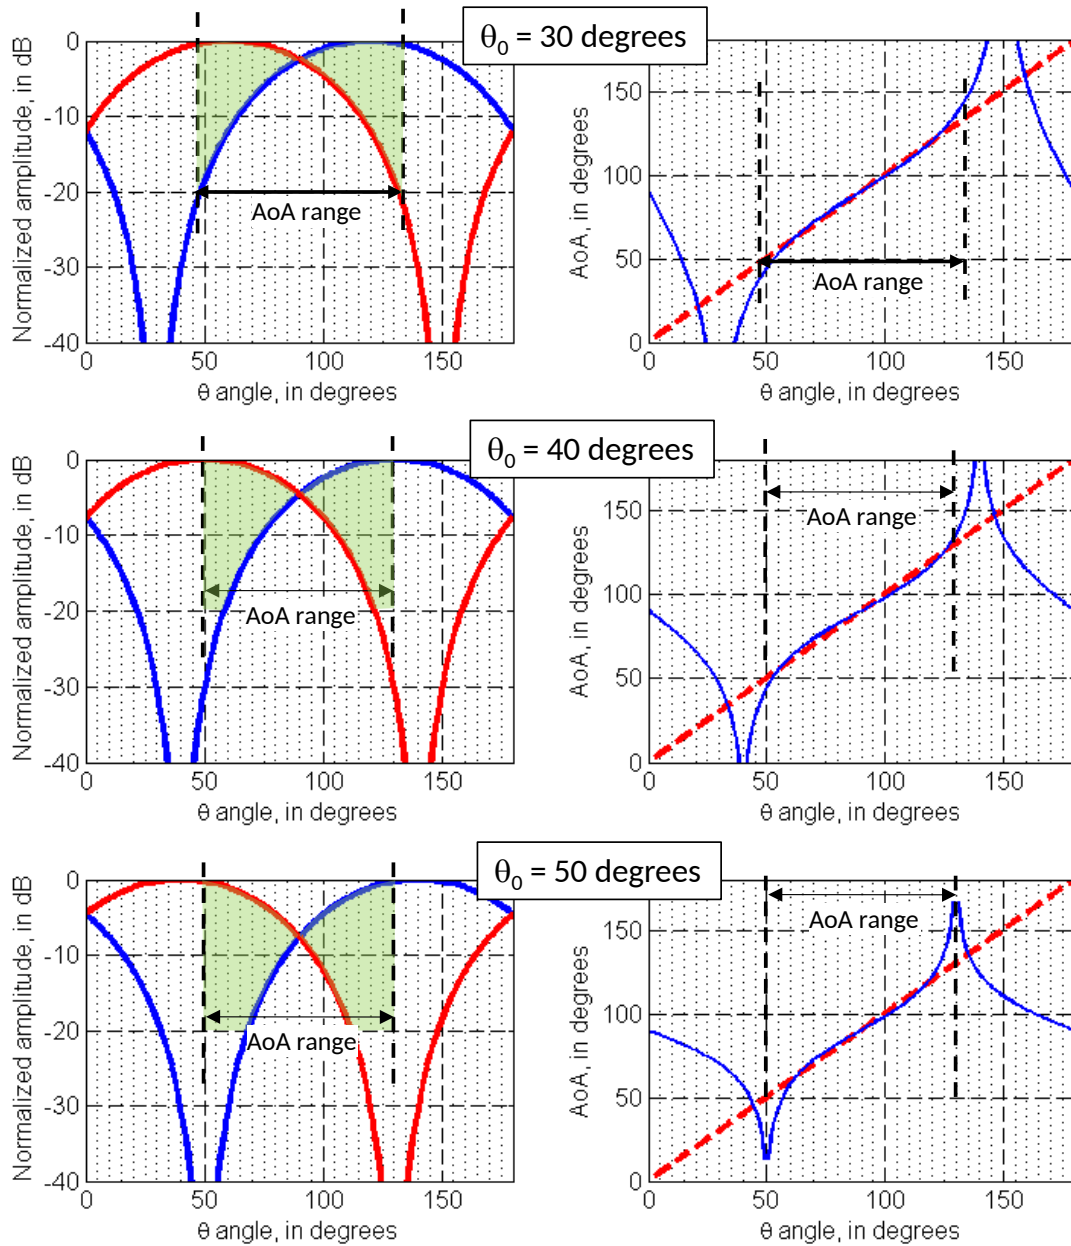 θ0 = 30 degrees
Normalized amplitude, in dB
0
-10
-20
-30
-40
AoA range
0 50 100 150
θ angle, in degrees
AoA, in degrees
150
100
50
0
AoA range
0 50 100 150
θ angle, in degrees
θ0 = 40 degrees
Normalized amplitude, in dB
0
-10
-20
-30
-40
AoA range
0 50 100 150
θ angle, in degrees
AoA, in degrees
150
100
50
0
AoA range
0 50 100 150
θ angle, in degrees
θ0 = 50 degrees
Normalized amplitude, in dB
0
-10
-20
-30
-40
AoA range
0 50 100 150
θ angle, in degrees
AoA, in degrees
150
100
50
0
AoA range
0 50 100 150
θ angle, in degrees